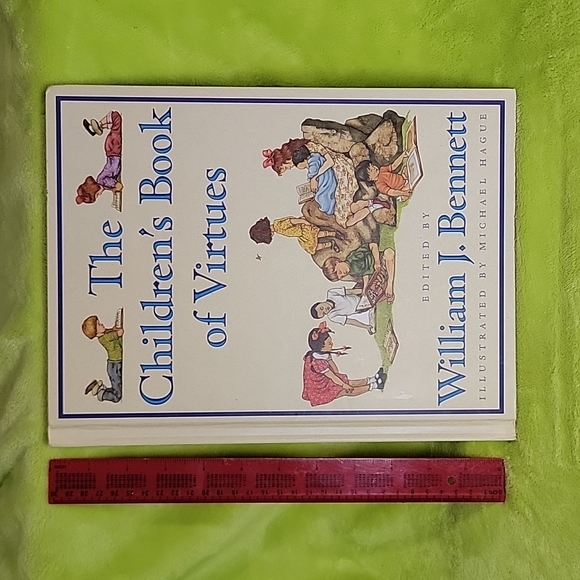 The
Children's Book
of Virtues
EDITED BY
William J. Bennett
ILLUSTRATED BY MICHAEL HAGUE